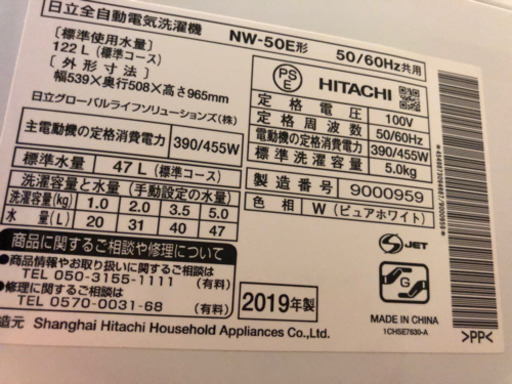 日立全自動電気洗濯機 NW-50E形 50/60Hz共用
〔標準使用水量〕
122 L（標準コース）
〔外形寸法〕
幅539×奥行508×高さ965mm
日立グローバルライフソリューションズ（株）
主電動機の定格消費電力 390/455W
標準水量 47 L（標準コース）
洗濯容量と水量（手動設定の水量）
洗濯容量(kg) 1.0 2.0 3.5 5.0
水量(L) 20 31 40 47
商品に関するご相談や修理について
●商品情報やお取り扱いに関するご相談
TEL 050-3155-1111 （有料）
●修理に関するご相談
TEL 0570-0031-68 （有料）
造元 Shanghai Hitachi Household Appliances Co.,Ltd.
PS
E
HITACHI
定格電圧 100V
定格周波数 50/60Hz
電動機の定格消費電力 390/455W
標準洗濯容量 5.0kg
製造番号 9000959
色相 W（ピュアホワイト）
S JET
G
2019年製
MADE IN CHINA
1CHSE7630-A
>PP<